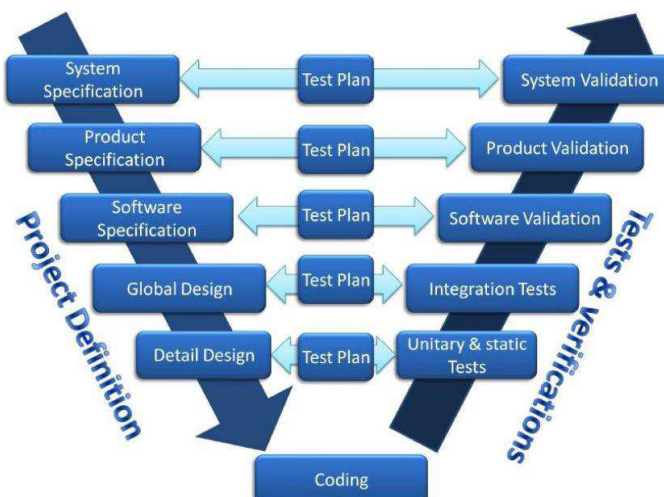 System
Specification
Test Plan
System Validation
Product
Specification
Test Plan
Product Validation
Software
Specification
Test Plan
Software Validation
Global Design
Test Plan
Integration Tests
Detail Design
Test Plan
Unitary & static
Tests
Coding
Project Definition
Tests & verifications